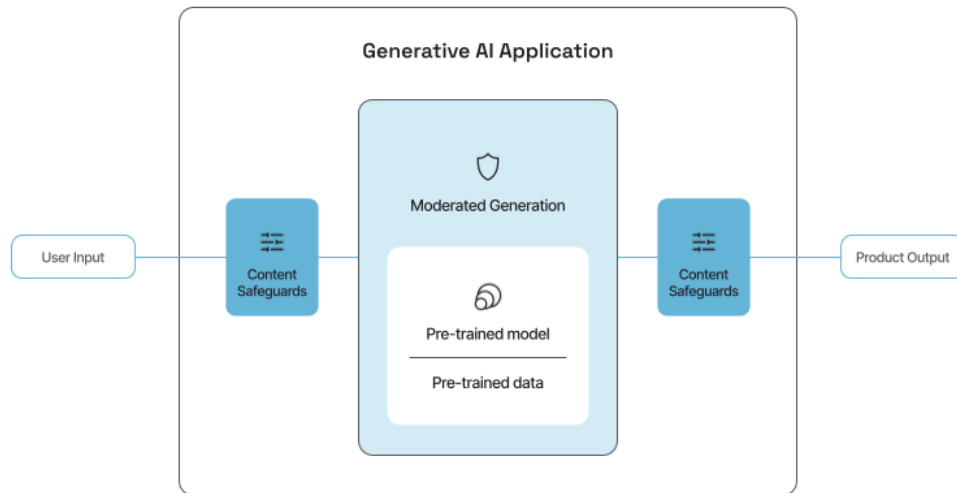 Generative AI Application
Moderated Generation
User Input
Content
Safeguards
Pre-trained model
Pre-trained data
Content
Safeguards
Product Output